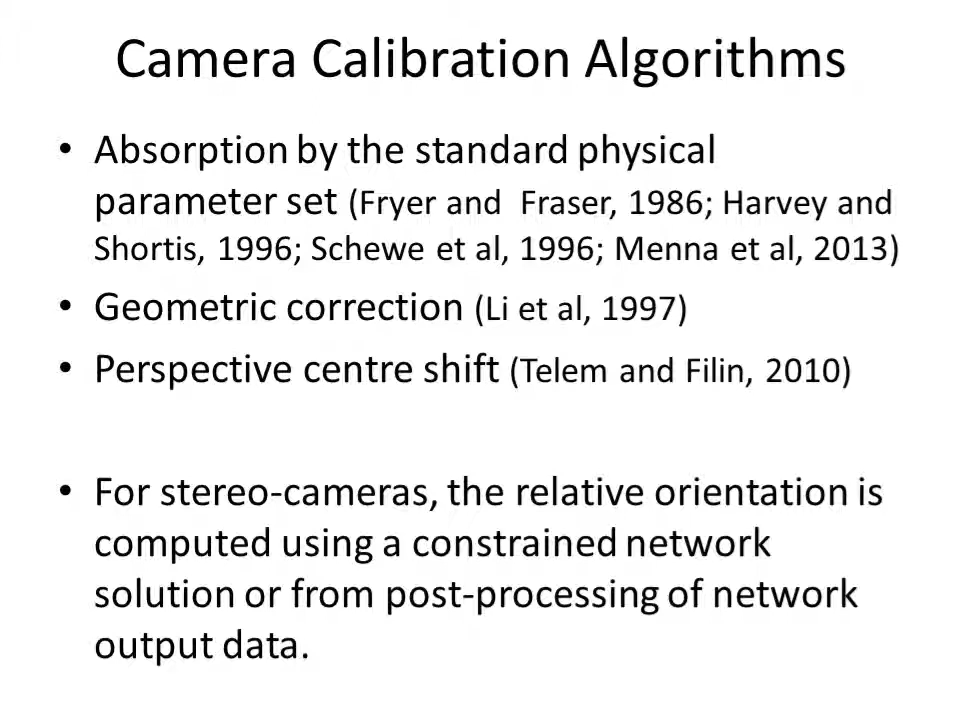 Camera Calibration Algorithms
• Absorption by the standard physical
parameter set (Fryer and Fraser, 1986; Harvey and
Shortis, 1996; Schewe et al, 1996; Menna et al, 2013)
• Geometric correction (Li et al, 1997)
• Perspective centre shift (Telem and Filin, 2010)
• For stereo-cameras, the relative orientation is
computed using a constrained network
solution or from post-processing of network
output data.